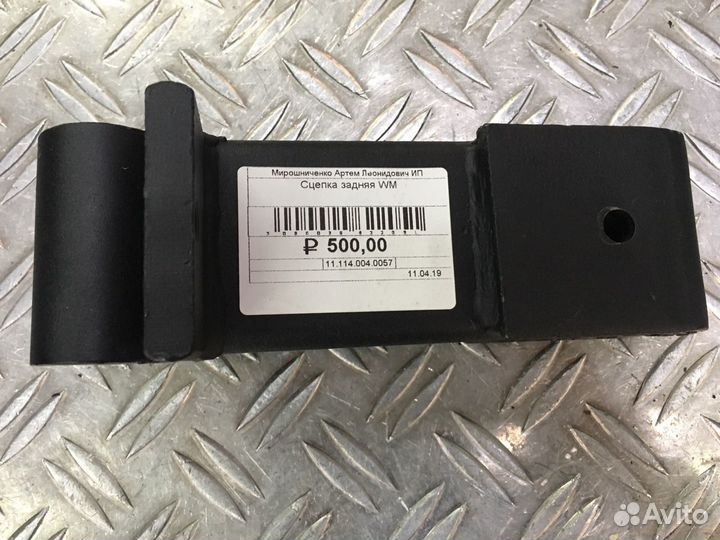 Мирошниченко Артем Леонидович ИП
Сцепка задняя WM
₽ 500,00
11.114.004.0057
11.04.19
Avito